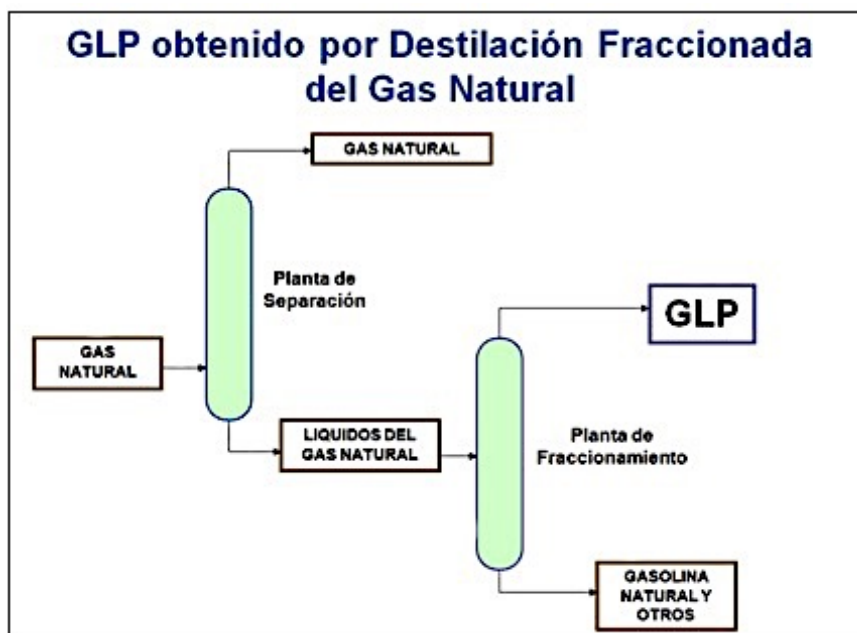 GLP obtenido por Destilación Fraccionada
del Gas Natural
GAS NATURAL
Planta de
Separación
GLP
GAS
NATURAL
LIQUIDOS DEL
GAS NATURAL
Planta de
Fraccionamiento
GASOLINA
NATURAL Y
OTROS